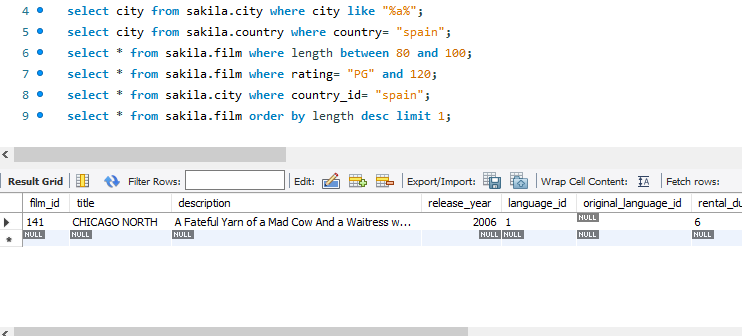 4 select city from sakila.city where city like "%a%";
5 select city from sakila.country where country= "spain";
6 select * from sakila.film where length between 80 and 100;
7 select * from sakila.film where rating= "PG" and 120;
8 select * from sakila.city where country_id= "spain";
9 select * from sakila.film order by length desc limit 1;
Result Grid Filter Rows: Edit: Export/Import: Wrap Cell Content: IA Fetch rows:
film_id title description release_year language_id original_language_id rental_du
141 CHICAGO NORTH A Fateful Yarn of a Mad Cow And a Waitress w... 2006 1 NULL 6
NULL NULL NULL NULL NULL NULL NULL